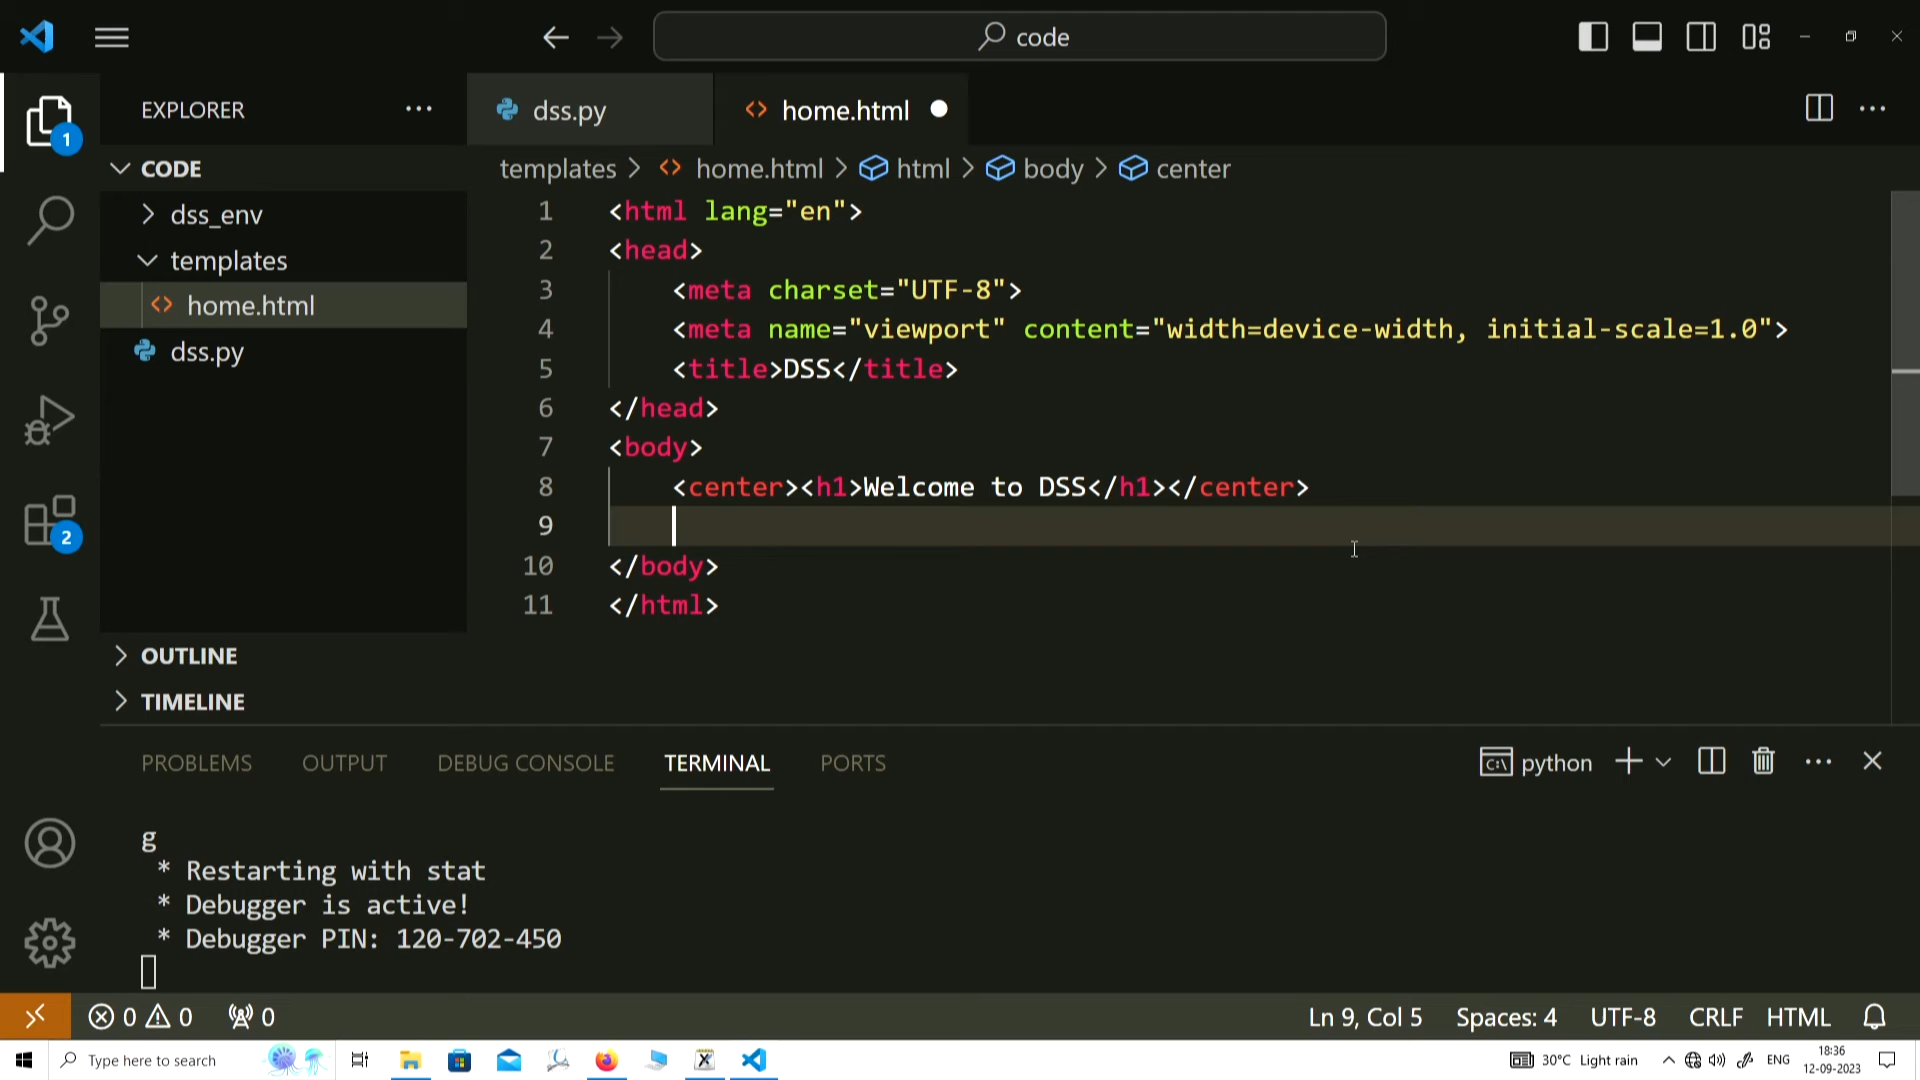 code
EXPLORER
dss.py
home.html
1
CODE
templates > home.html > html > body > center
dss_env
templates
home.html
dss.py
1 <html lang="en">
2 <head>
3 <meta charset="UTF-8">
4 <meta name="viewport" content="width=device-width, initial-scale=1.0">
5 <title>DSS</title>
6 </head>
7 <body>
8 <center><h1>Welcome to DSS</h1></center>
9
10 </body>
11 </html>
2
OUTLINE
TIMELINE
PROBLEMS OUTPUT DEBUG CONSOLE TERMINAL PORTS
python
g
* Restarting with stat
* Debugger is active!
* Debugger PIN: 120-702-450
0 0 0
Ln 9, Col 5 Spaces: 4 UTF-8 CRLF HTML
Type here to search
30°C Light rain
ENG
18:36
12-09-2023